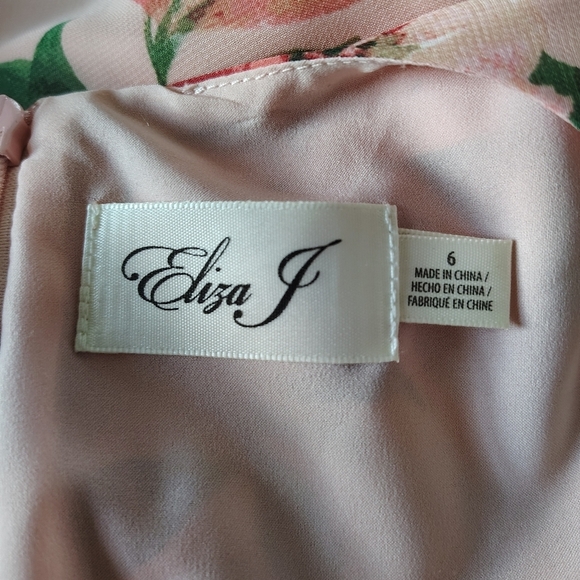 Eliza J
6
MADE IN CHINA /
HECHO EN CHINA /
FABRIQUÉ EN CHINE